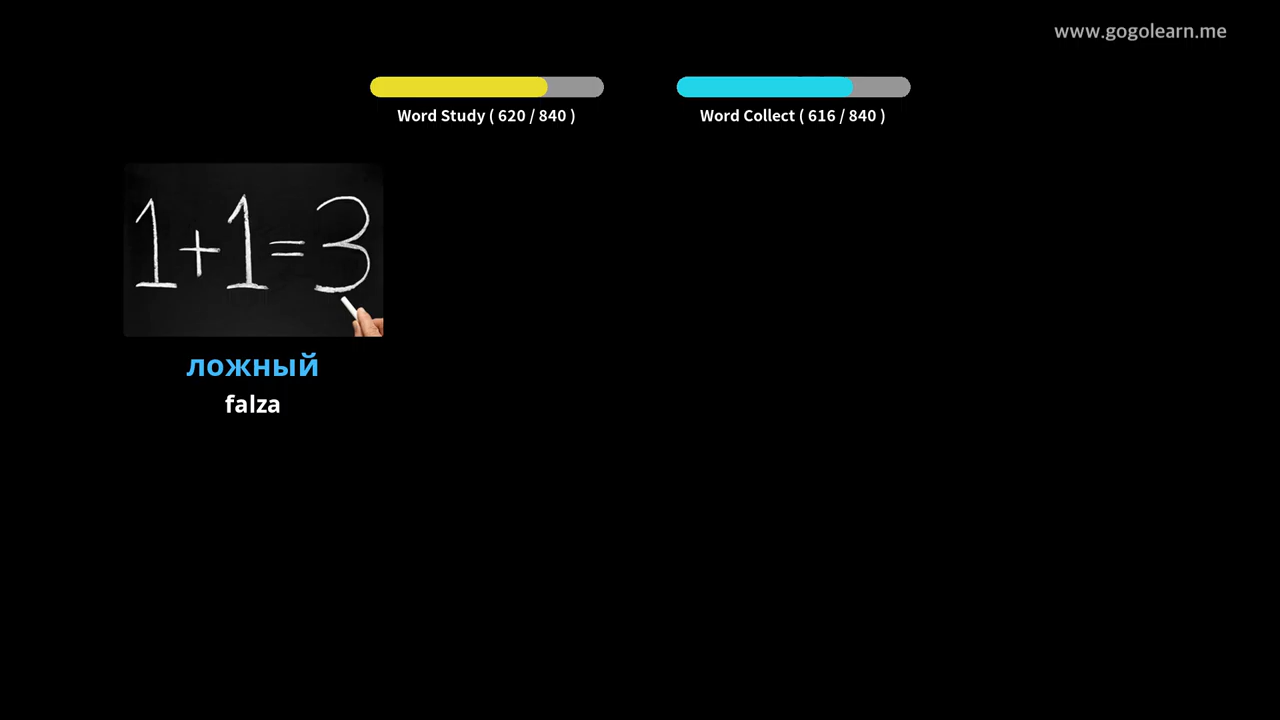 www.gogolearn.me
Word Study ( 620 / 840 )
Word Collect ( 616 / 840 )
1+1=3
ложный
falza